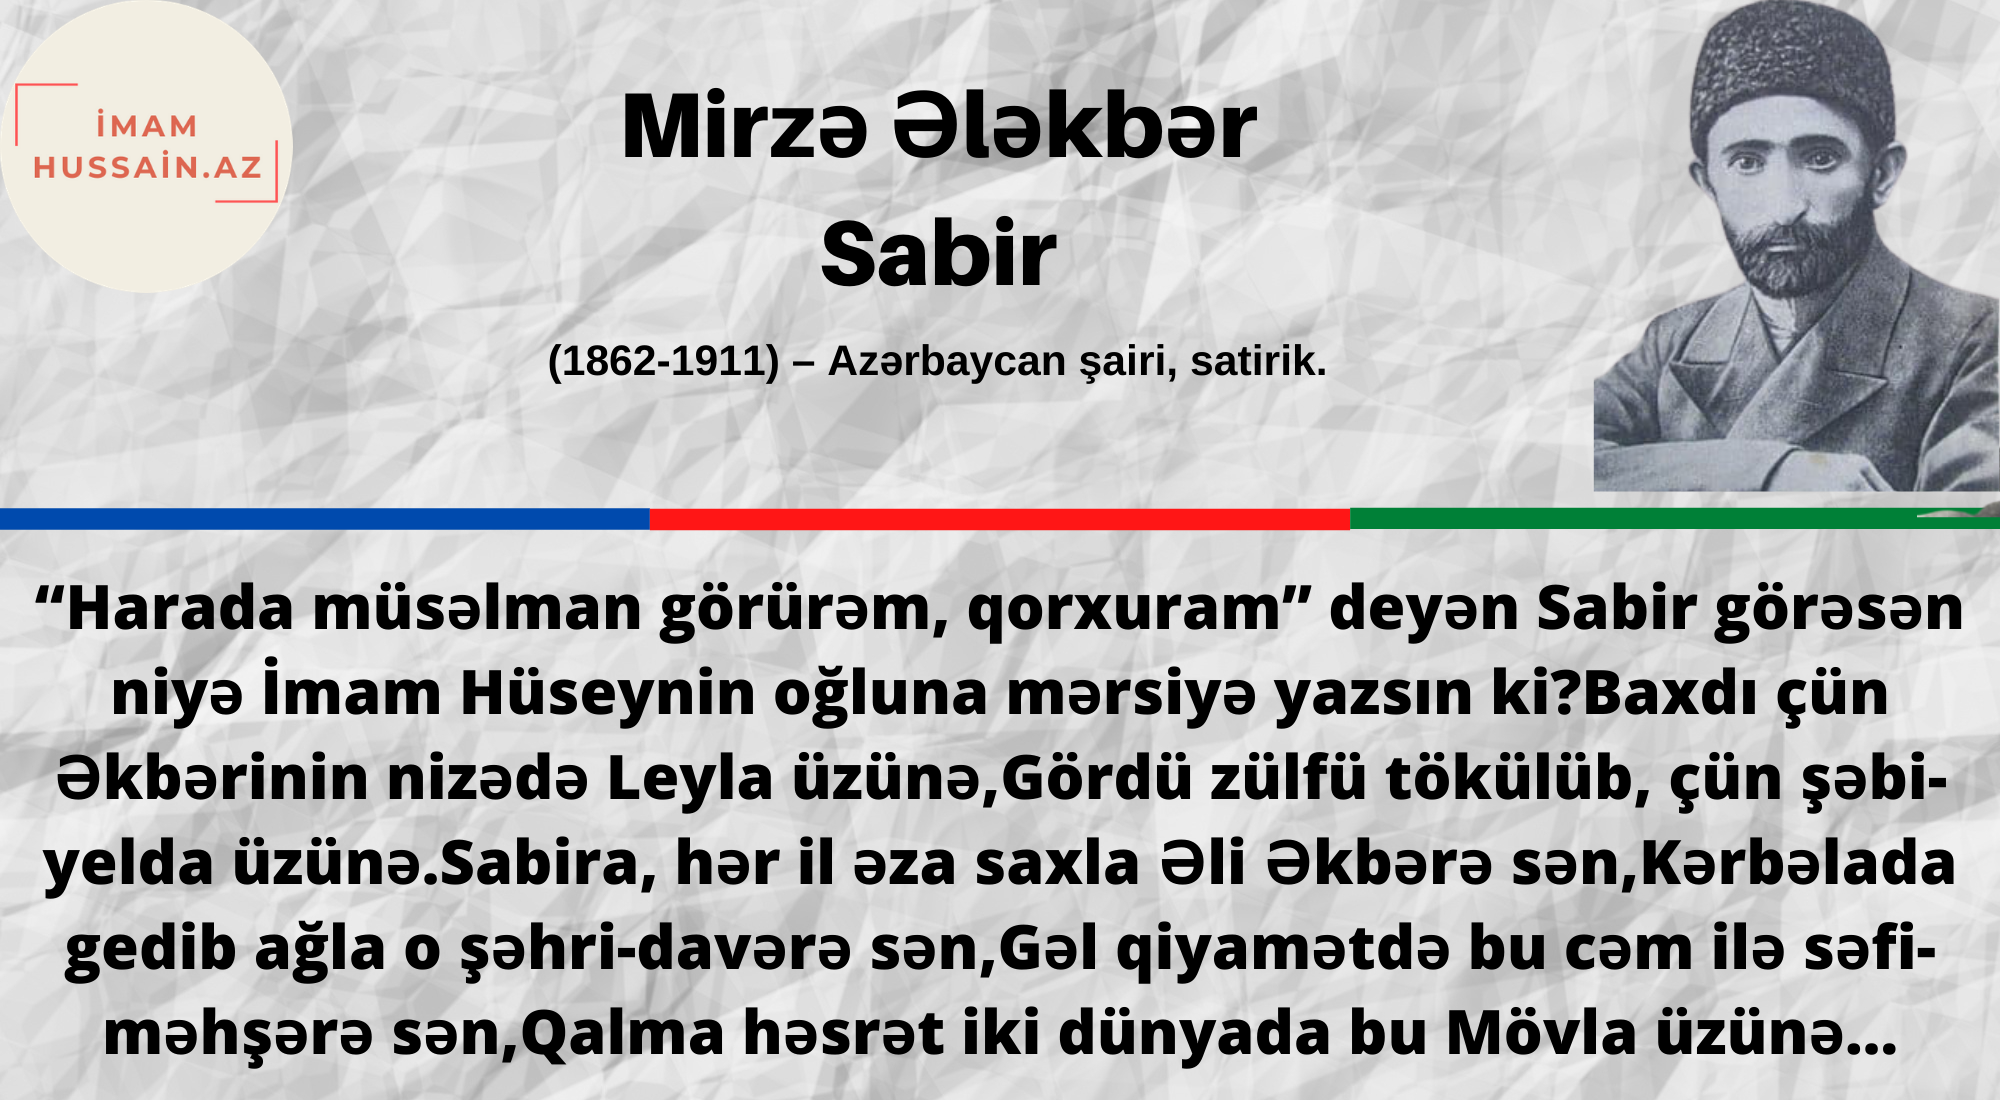 İMAM
HUSSAİN.AZ
Mirzə Ələkbər
Sabir
(1862-1911) – Azərbaycan şairi, satirik.
“Harada müsəlman görürəm, qorxuram” deyən Sabir görəsən
niyə İmam Hüseynin oğluna mərsiyə yazsın ki?Baxdı çün
Əkbərinin nizədə Leyla üzünə,Gördü zülfü tökülüb, çün şəbi-
yelda üzünə.Sabira, hər il əza saxla Əli Əkbərə sən,Kərbəlada
gedib ağla o şəhri-davərə sən,Gəl qiyamətdə bu cəm ilə səfi-
məhşərə sən,Qalma həsrət iki dünyada bu Mövla üzünə...